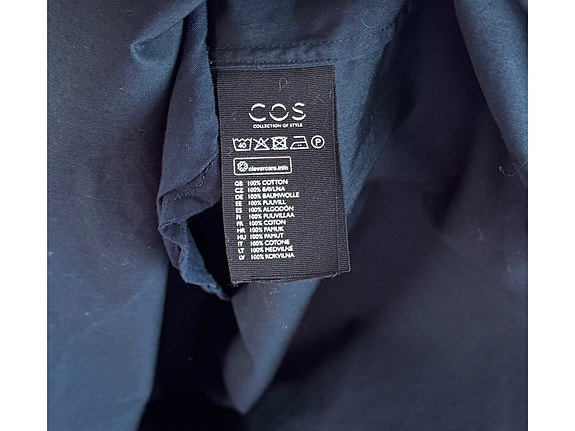 COS
COLLECTION OF STYLE
40 P
clevercare.info
GB 100% COTTON
CZ 100% BAVLNA
DE 100% BAUMWOLLE
EE 100% PUUVILL
ES 100% ALGODÓN
FI 100% PUUVILLAA
FR 100% COTON
HR 100% PAMUK
HU 100% PAMUT
IT 100% COTONE
LT 100% MEDVILNĖ
LV 100% KOKVILNA